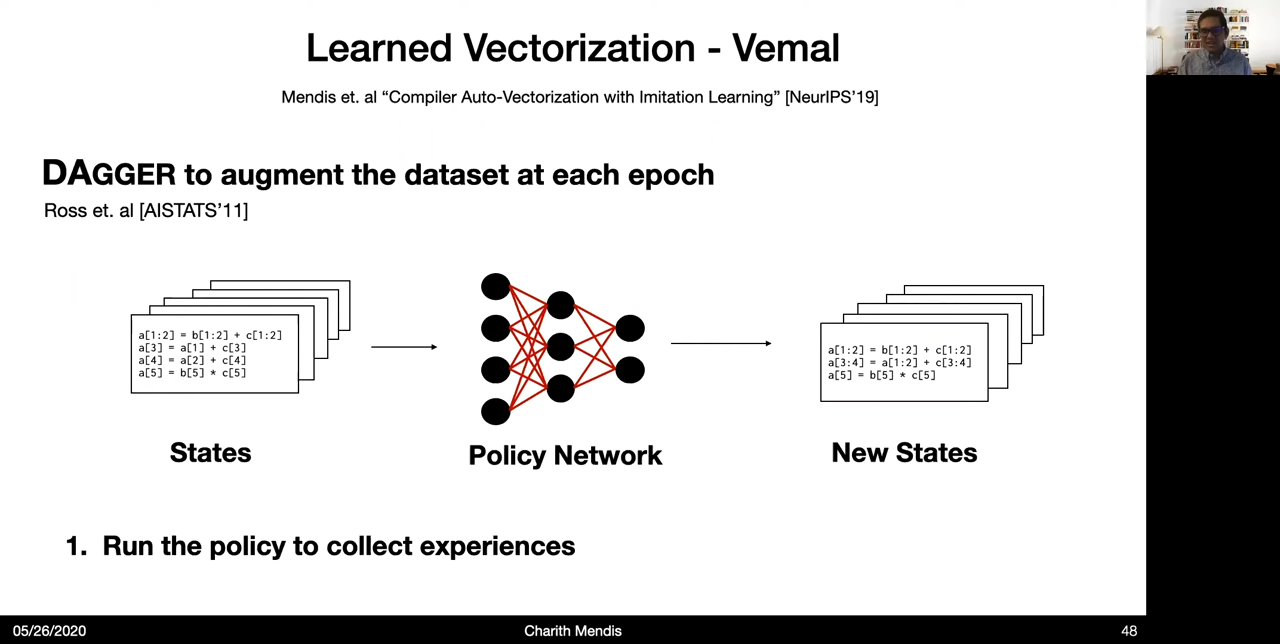 Learned Vectorization - Vemal
Mendis et. al “Compiler Auto-Vectorization with Imitation Learning” [NeurIPS’19]
DAGGER to augment the dataset at each epoch
Ross et. al [AISTATS’11]
a[1:2] = b[1:2] + c[1:2]
a[3] = a[1] + c[3]
a[4] = a[2] + c[4]
a[5] = b[5] * c[5]
States
Policy Network
a[1:2] = b[1:2] + c[1:2]
a[3:4] = a[1:2] + c[3:4]
a[5] = b[5] * c[5]
New States
1. Run the policy to collect experiences
05/26/2020
Charith Mendis
48